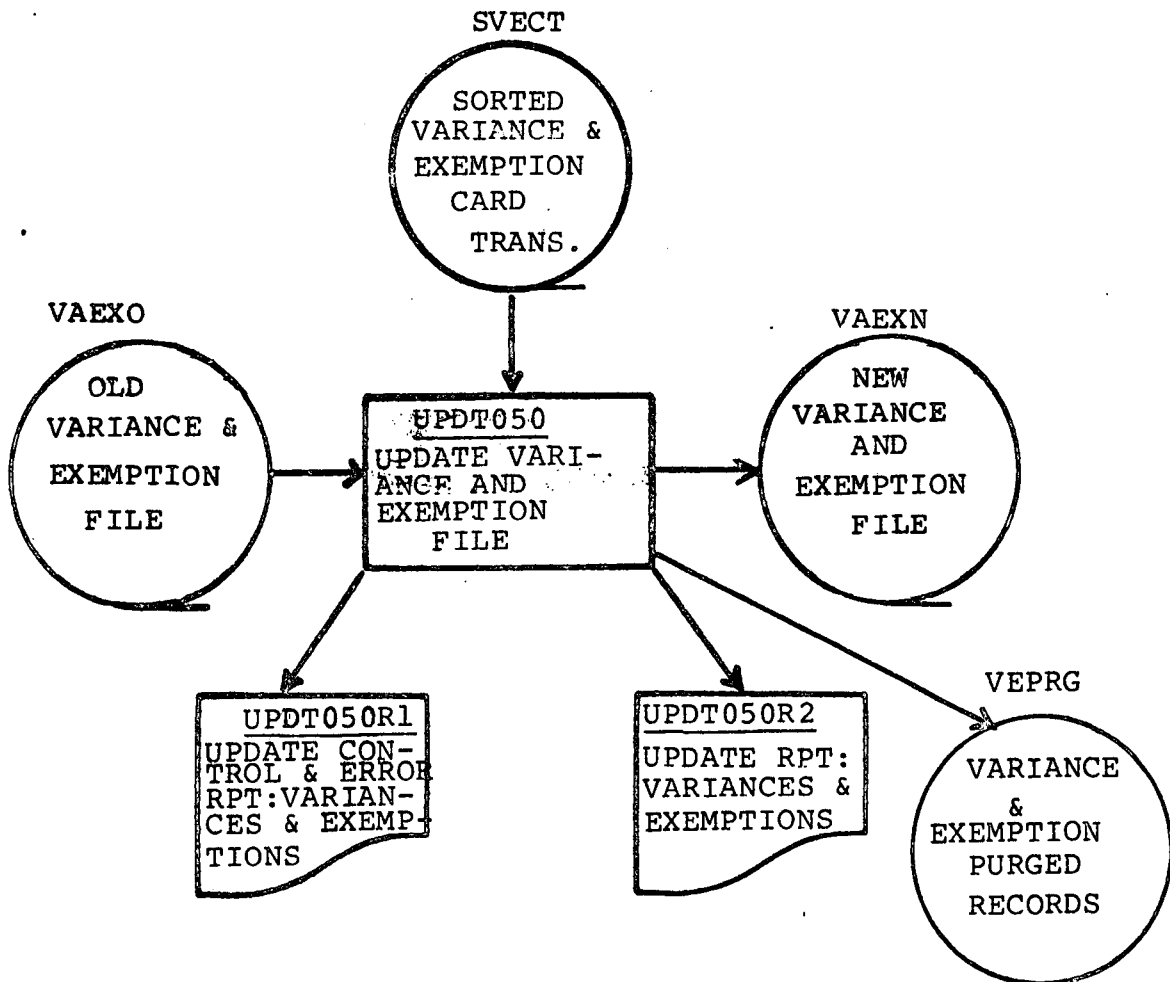 SVECT
SORTED
VARIANCE &
EXEMPTION
CARD
TRANS.
VAEXO
OLD
VARIANCE &
EXEMPTION
FILE
UPDT050
UPDATE VARI-
ANCE AND
EXEMPTION
FILE
VAEXN
NEW
VARIANCE
AND
EXEMPTION
FILE
UPDT050R1
UPDATE CON-
TROL & ERROR
RPT:VARIAN-
CES & EXEMP-
TIONS
UPDT050R2
UPDATE RPT:
VARIANCES &
EXEMPTIONS
VEPRG
VARIANCE
&
EXEMPTION
PURGED
RECORDS